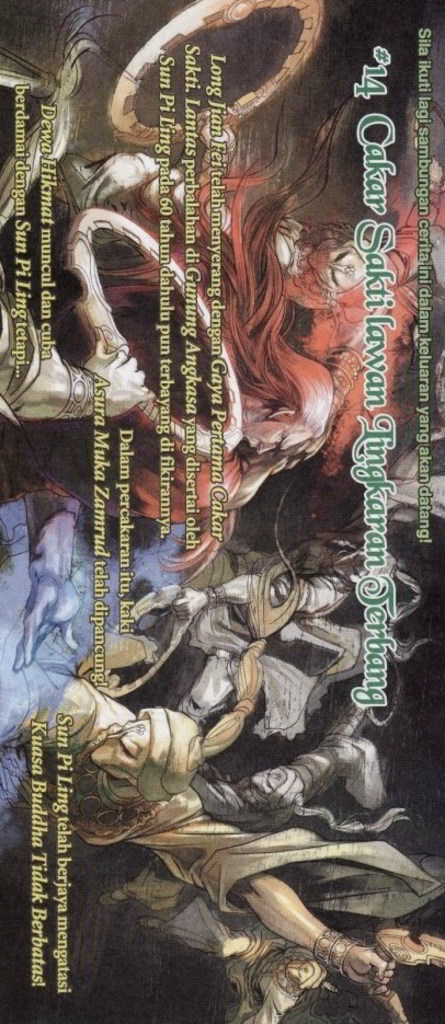 Sila ikuti lagi sambungan cerita ini dalam keluaran yang akan datang!
#14 Cakar Sakti lawan Lingkaran Terbang
Long Jian Fei telah menyerang dengan Gaya Pertama Cakar
Sakti. Lantas perbalahan di Gunung Angkasa yang disertai oleh
Sun Pi Ling pada 60 tahun dahulu pun terbayang di fikirannya.
Dewa Hikmat muncul dan cuba
berdamai dengan Sun Pi Ling tetapi...
Dalam pertakaran itu, kaki
Asura Muka Zamrud telah dipancung!
Sun Pi Ling telah berjaya mengatasi
Kuasa Buddha Tidak Berbatas!